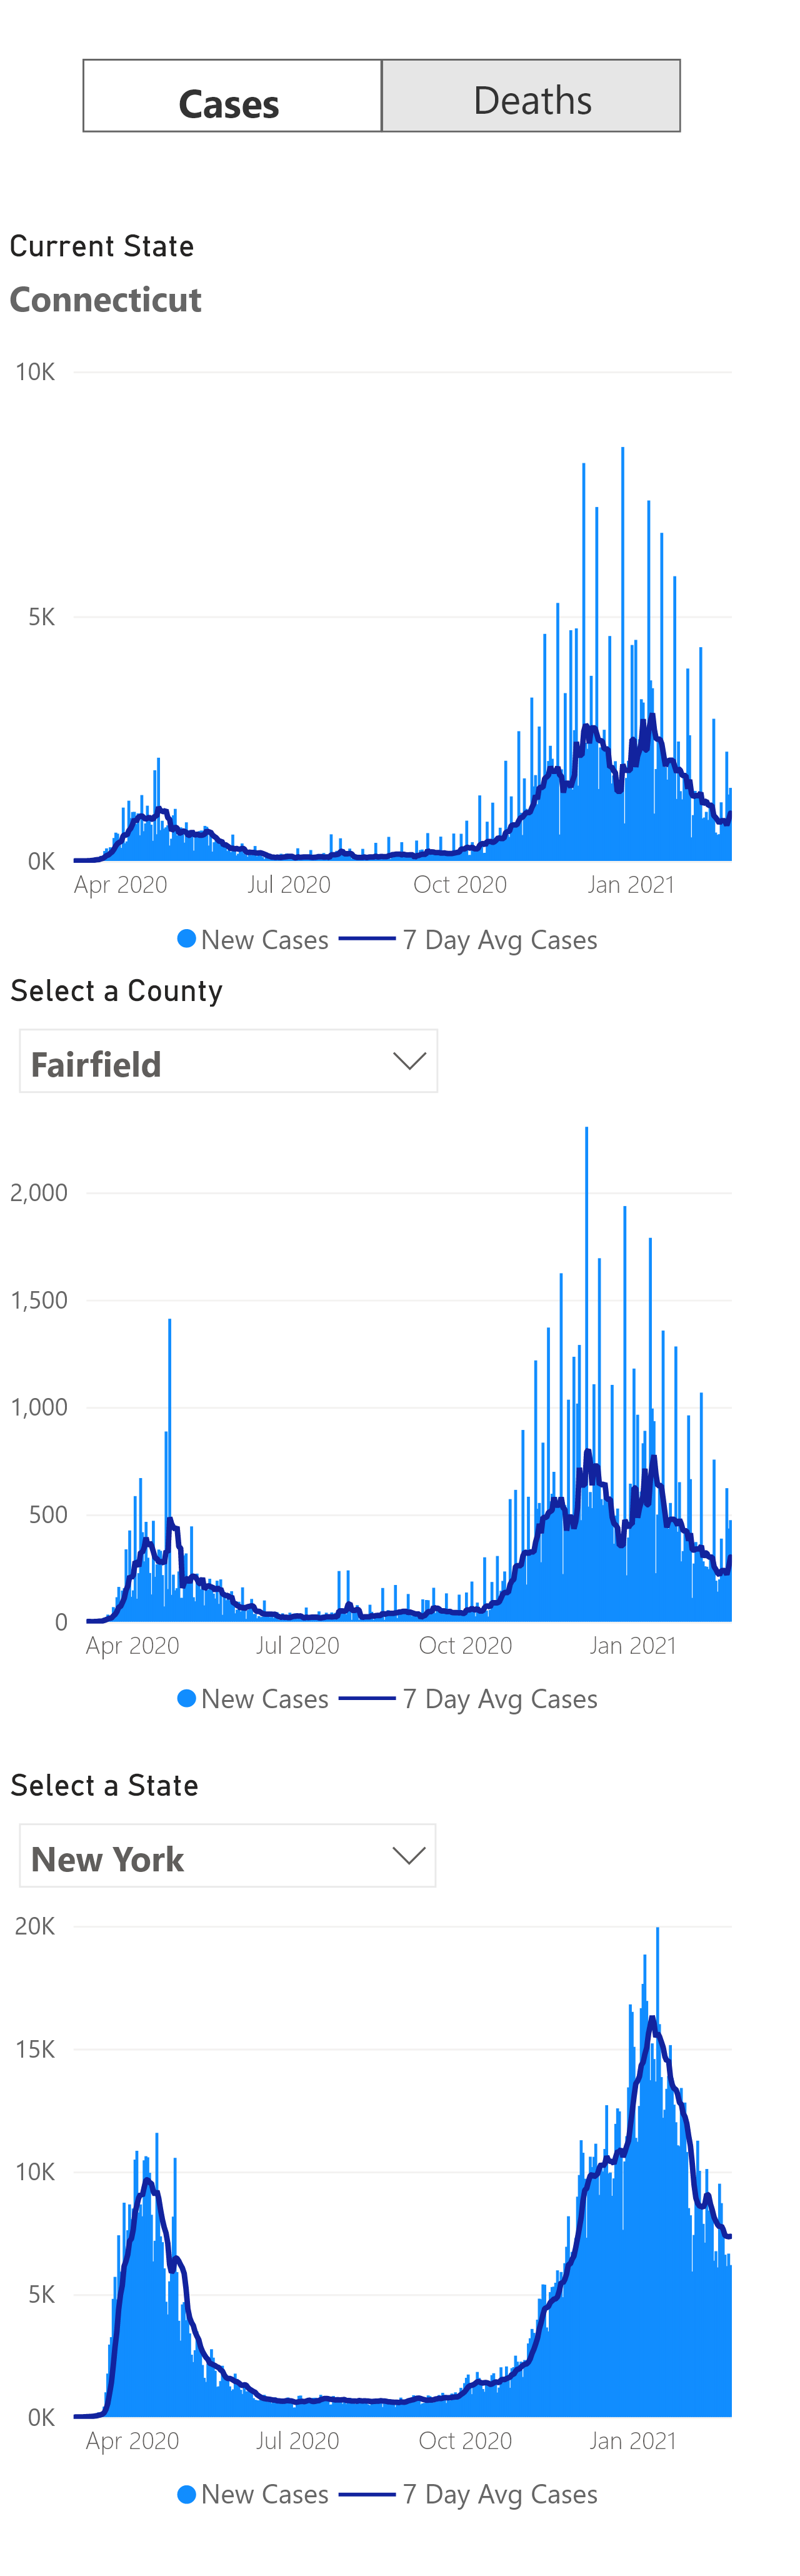 Cases Deaths
Current State
Connecticut
10K
5K
0K
Apr 2020 Jul 2020 Oct 2020 Jan 2021
New Cases 7 Day Avg Cases
Select a County
Fairfield
2,000
1,500
1,000
500
0
Apr 2020 Jul 2020 Oct 2020 Jan 2021
New Cases 7 Day Avg Cases
Select a State
New York
20K
15K
10K
5K
0K
Apr 2020 Jul 2020 Oct 2020 Jan 2021
New Cases 7 Day Avg Cases